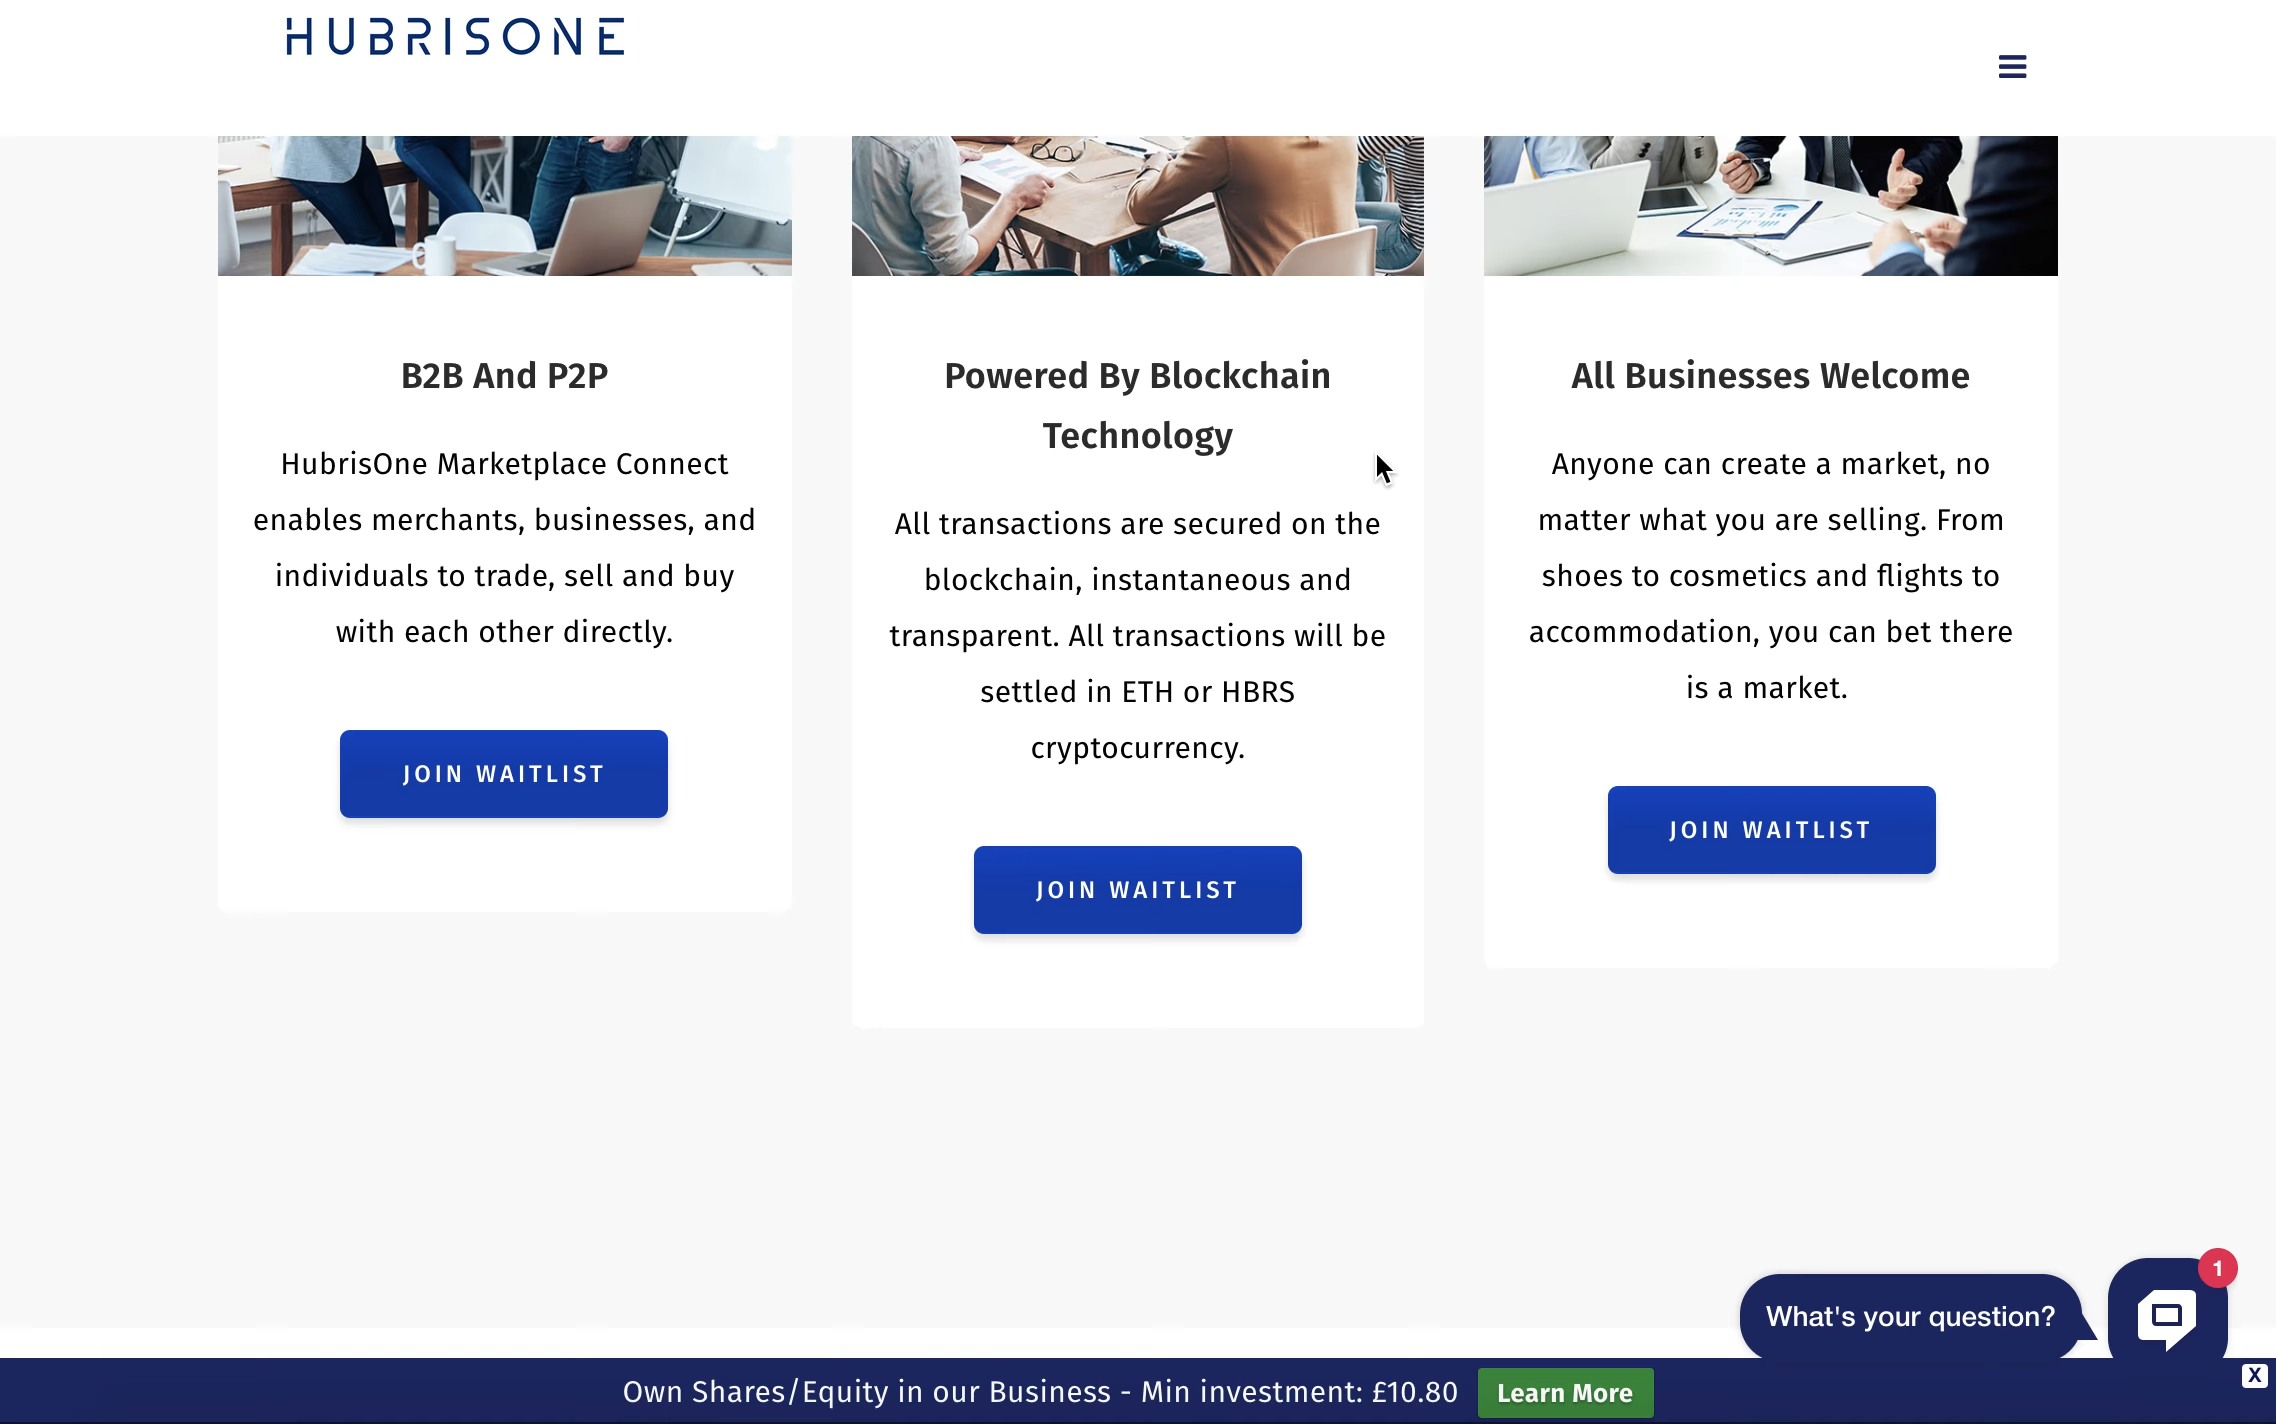 HUBRISONE
B2B And P2P
HubrisOne Marketplace Connect
enables merchants, businesses, and
individuals to trade, sell and buy
with each other directly.
JOIN WAITLIST
Powered By Blockchain
Technology
All transactions are secured on the
blockchain, instantaneous and
transparent. All transactions will be
settled in ETH or HBRS
cryptocurrency.
JOIN WAITLIST
All Businesses Welcome
Anyone can create a market, no
matter what you are selling. From
shoes to cosmetics and flights to
accommodation, you can bet there
is a market.
JOIN WAITLIST
What's your question?
1
Own Shares/Equity in our Business - Min investment: £10.80
Learn More
X